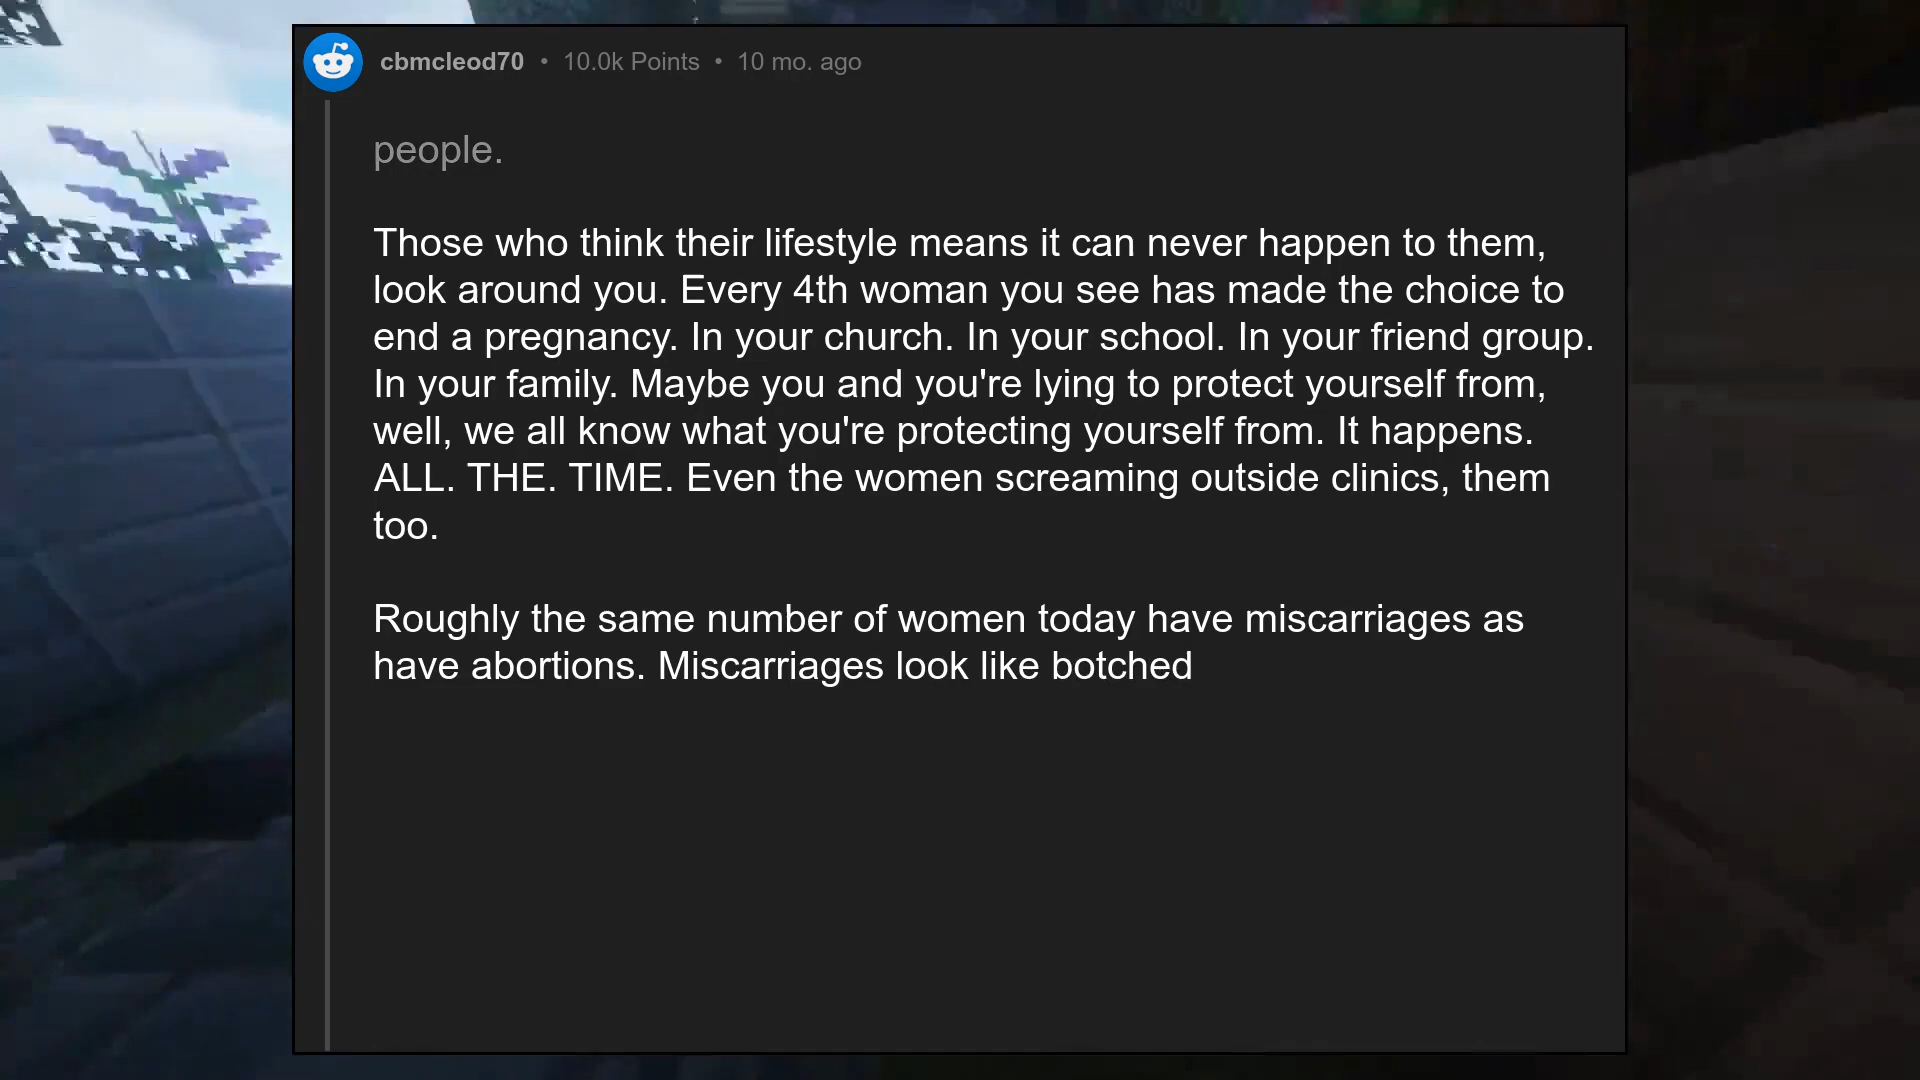 cbmcleod70 • 10.0k Points • 10 mo. ago
people.
Those who think their lifestyle means it can never happen to them,
look around you. Every 4th woman you see has made the choice to
end a pregnancy. In your church. In your school. In your friend group.
In your family. Maybe you and you're lying to protect yourself from,
well, we all know what you're protecting yourself from. It happens.
ALL. THE. TIME. Even the women screaming outside clinics, them
too.
Roughly the same number of women today have miscarriages as
have abortions. Miscarriages look like botched